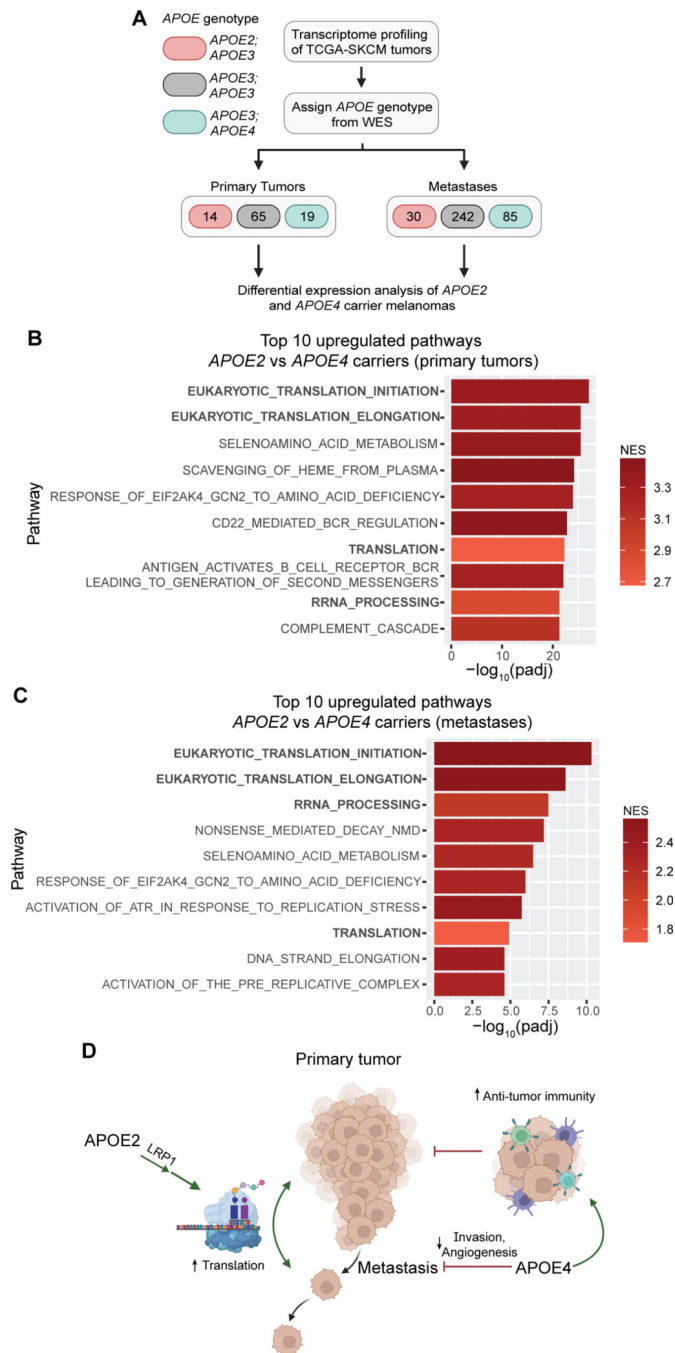 A
APOE genotype
APOE2;
APOE3
APOE3;
APOE3
APOE3;
APOE4
Transcriptome profiling
of TCGA-SKCM tumors
Assign APOE genotype
from WES
Primary Tumors
Metastases
14 65 19
30 242 85
Differential expression analysis of APOE2
and APOE4 carrier melanomas
B
Top 10 upregulated pathways
APOE2 vs APOE4 carriers (primary tumors)
Pathway
EUKARYOTIC_TRANSLATION_INITIATION
EUKARYOTIC_TRANSLATION_ELONGATION
SELENOAMINO_ACID_METABOLISM
SCAVENGING_OF_HEME_FROM_PLASMA
RESPONSE_OF_EIF2AK4_GCN2_TO_AMINO_ACID_DEFICIENCY
CD22_MEDIATED_BCR_REGULATION
TRANSLATION
ANTIGEN_ACTIVATES_B_CELL_RECEPTOR_BCR
LEADING_TO_GENERATION_OF_SECOND_MESSENGERS
RRNA_PROCESSING
COMPLEMENT_CASCADE
0 10 20
−log10(padj)
NES
3.3
3.1
2.9
2.7
C
Top 10 upregulated pathways
APOE2 vs APOE4 carriers (metastases)
Pathway
EUKARYOTIC_TRANSLATION_INITIATION
EUKARYOTIC_TRANSLATION_ELONGATION
RRNA_PROCESSING
NONSENSE_MEDIATED_DECAY_NMD
SELENOAMINO_ACID_METABOLISM
RESPONSE_OF_EIF2AK4_GCN2_TO_AMINO_ACID_DEFICIENCY
ACTIVATION_OF_ATR_IN_RESPONSE_TO_REPLICATION_STRESS
TRANSLATION
DNA_STRAND_ELONGATION
ACTIVATION_OF_THE_PRE_REPLICATIVE_COMPLEX
0.0 2.5 5.0 7.5 10.0
−log10(padj)
NES
2.4
2.2
2.0
1.8
D
Primary tumor
↑ Anti-tumor immunity
APOE2
LRP1
↑ Translation
Metastasis
↓ Invasion,
Angiogenesis
APOE4